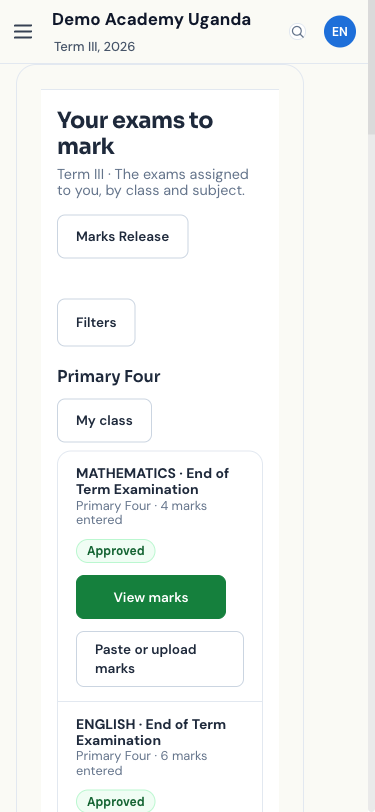 Demo Academy Uganda
Term III, 2026
EN
Your exams to
mark
Term III · The exams assigned
to you, by class and subject.
Marks Release
Filters
Primary Four
My class
MATHEMATICS · End of
Term Examination
Primary Four · 4 marks
entered
Approved
View marks
Paste or upload
marks
ENGLISH · End of Term
Examination
Primary Four · 6 marks
entered
Approved